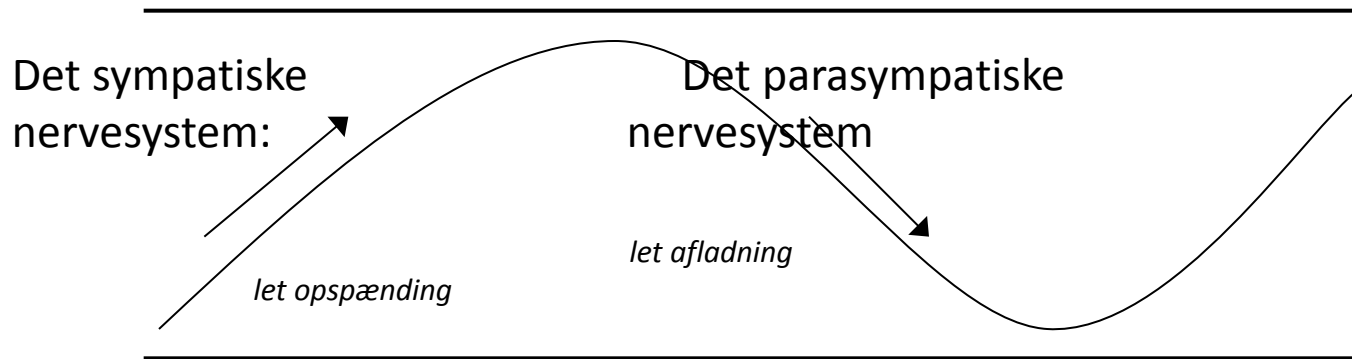 Det sympatiske
nervesystem:
Det parasympatiske
nervesystem
let afladning
let opspænding